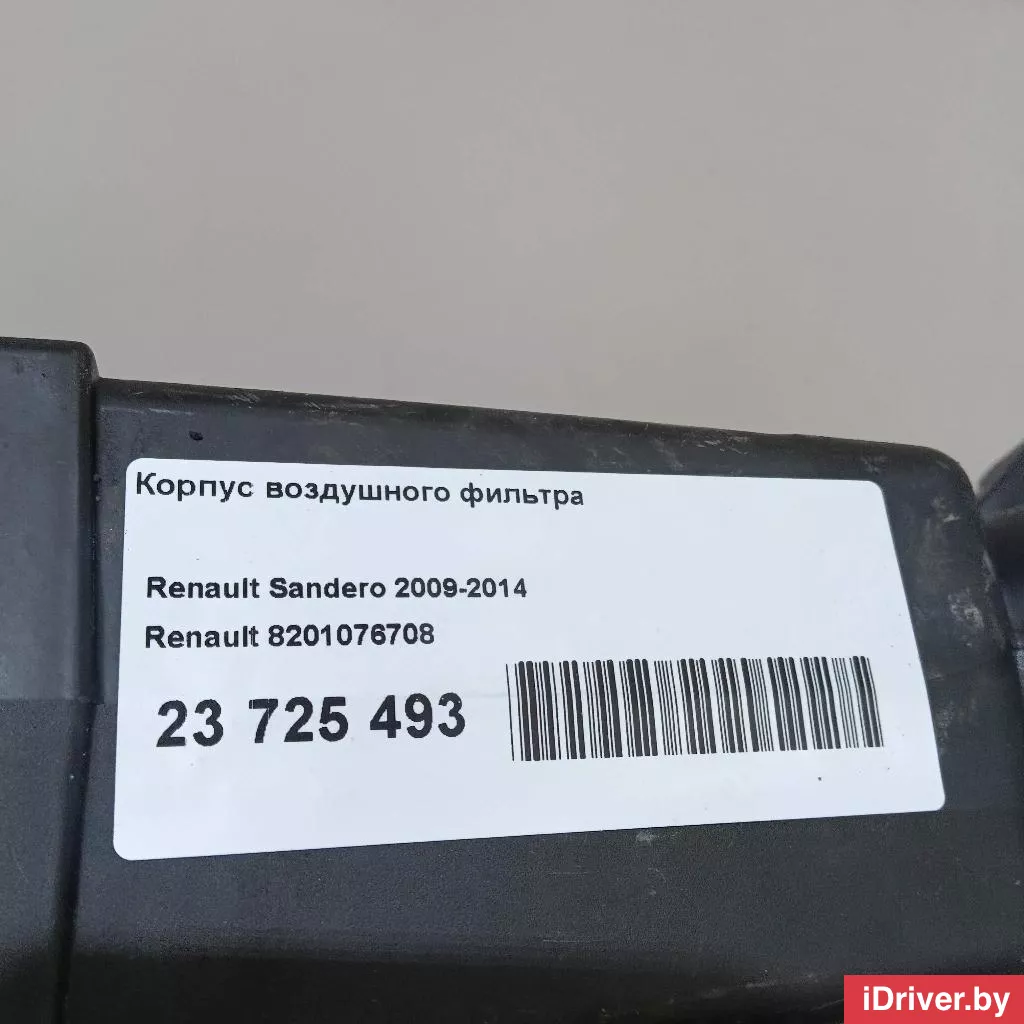 Корпус воздушного фильтра
Renault Sandero 2009-2014
Renault 8201076708
23 725 493
iDriver.by